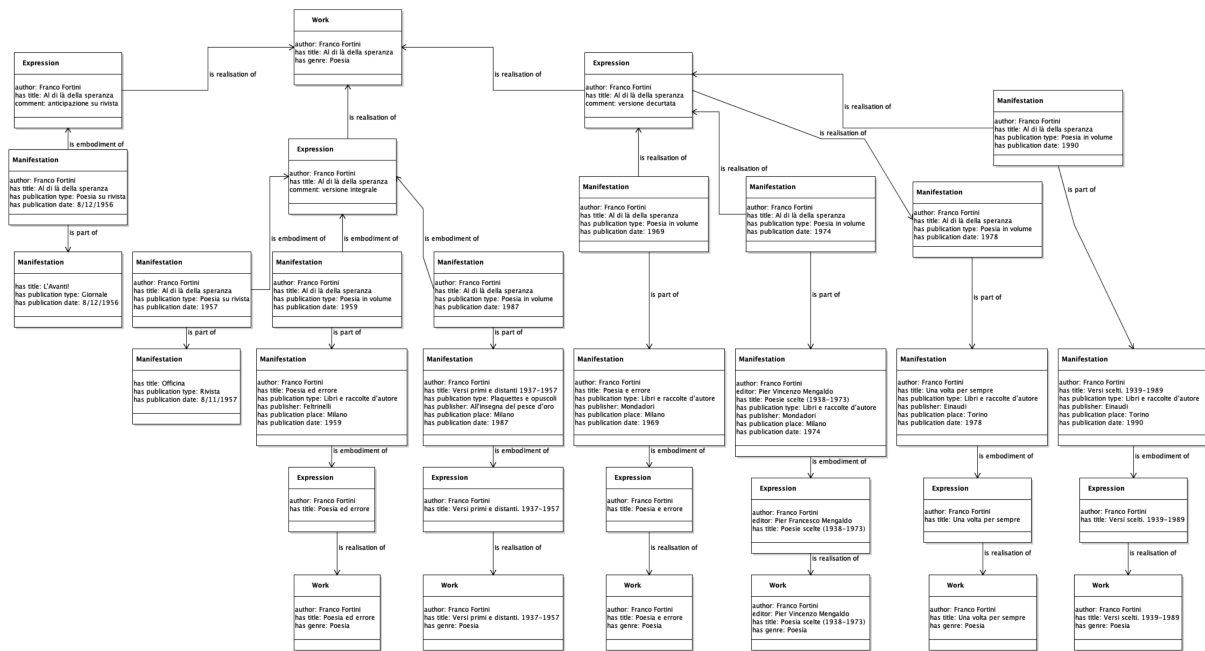 Work
author: Franco Fortini
has title: Al di là della speranza
has genre: Poesia
Expression
author: Franco Fortini
has title: Al di là della speranza
comment: anticipazione su rivista
is realisation of
is realisation of
is realisation of
Expression
author: Franco Fortini
has title: Al di là della speranza
comment: versione decurtata
Manifestation
author: Franco Fortini
has title: Al di là della speranza
has publication type: Poesia in volume
has publication date: 1990
is embodiment of
Expression
author: Franco Fortini
has title: Al di là della speranza
comment: versione integrale
is realisation of
is realisation of
is realisation of
Manifestation
author: Franco Fortini
has title: Al di là della speranza
has publication type: Poesia su rivista
has publication date: 8/12/1956
Manifestation
author: Franco Fortini
has title: Al di là della speranza
has publication type: Poesia in volume
has publication date: 1969
Manifestation
author: Franco Fortini
has title: Al di là della speranza
has publication type: Poesia in volume
has publication date: 1974
Manifestation
author: Franco Fortini
has title: Al di là della speranza
has publication type: Poesia in volume
has publication date: 1978
is part of
is part of
is embodiment of
is embodiment of
is embodiment of
Manifestation
has title: L'Avanti!
has publication type: Giornale
has publication date: 8/12/1956
Manifestation
author: Franco Fortini
has title: Al di là della speranza
has publication type: Poesia su rivista
has publication date: 1957
Manifestation
author: Franco Fortini
has title: Al di là della speranza
has publication type: Poesia in volume
has publication date: 1959
Manifestation
author: Franco Fortini
has title: Al di là della speranza
has publication type: Poesia in volume
has publication date: 1987
is part of
is part of
is part of
is part of
is part of
is part of
Manifestation
has title: Officina
has publication type: Rivista
has publication date: 8/11/1957
Manifestation
author: Franco Fortini
has title: Poesia ed errore
has publication type: Libri e raccolte d'autore
has publisher: Feltrinelli
has publication place: Milano
has publication date: 1959
Manifestation
author: Franco Fortini
has title: Versi primi e distanti 1937-1957
has publication type: Plaquettes e opuscoli
has publisher: All'insegna del pesce d'oro
has publication place: Milano
has publication date: 1987
Manifestation
author: Franco Fortini
has title: Poesia e errore
has publication type: Libri e raccolte d'autore
has publisher: Mondadori
has publication place: Milano
has publication date: 1969
Manifestation
author: Franco Fortini
editor: Pier Vincenzo Mengaldo
has title: Poesie scelte (1938-1973)
has publication type: Libri e raccolte d'autore
has publisher: Mondadori
has publication place: Milano
has publication date: 1974
Manifestation
author: Franco Fortini
has title: Una volta per sempre
has publication type: Libri e raccolte d'autore
has publisher: Einaudi
has publication place: Torino
has publication date: 1978
Manifestation
author: Franco Fortini
has title: Versi scelti. 1939-1989
has publication type: Libri e raccolte d'autore
has publisher: Einaudi
has publication place: Torino
has publication date: 1990
is embodiment of
is embodiment of
is embodiment of
is embodiment of
is embodiment of
is embodiment of
Expression
author: Franco Fortini
has title: Poesia ed errore
Expression
author: Franco Fortini
has title: Versi primi e distanti. 1937-1957
Expression
author: Franco Fortini
has title: Poesia e errore
Expression
author: Franco Fortini
editor: Pier Francesco Mengaldo
has title: Poesie scelte (1938-1973)
Expression
author: Franco Fortini
has title: Una volta per sempre
Expression
author: Franco Fortini
has title: Versi scelti. 1939-1989
is realisation of
is realisation of
is realisation of
is realisation of
is realisation of
is realisation of
Work
author: Franco Fortini
has title: Poesia ed errore
has genre: Poesia
Work
author: Franco Fortini
has title: Versi primi e distanti. 1937-1957
has genre: Poesia
Work
author: Franco Fortini
has title: Poesia e errore
has genre: Poesia
Work
author: Franco Fortini
editor: Pier Vincenzo Mengaldo
has title: Poesia scelte (1938-1973)
has genre: Poesia
Work
author: Franco Fortini
has title: Una volta per sempre
has genre: Poesia
Work
author: Franco Fortini
has title: Versi scelti. 1939-1989
has genre: Poesia